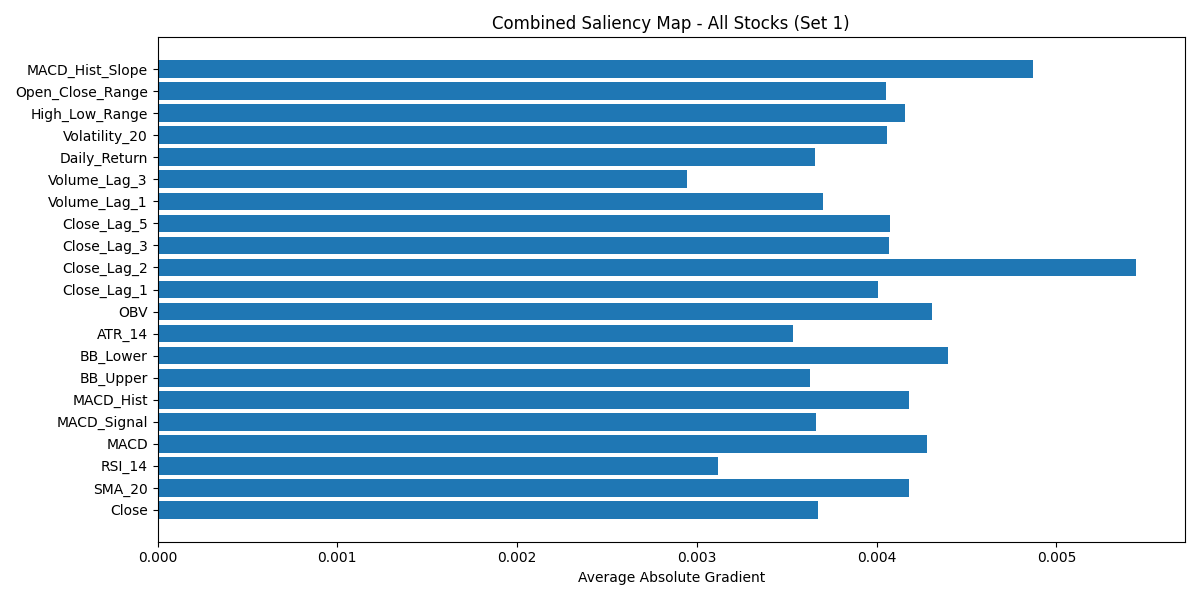 Combined Saliency Map - All Stocks (Set 1)
MACD_Hist_Slope
Open_Close_Range
High_Low_Range
Volatility_20
Daily_Return
Volume_Lag_3
Volume_Lag_1
Close_Lag_5
Close_Lag_3
Close_Lag_2
Close_Lag_1
OBV
ATR_14
BB_Lower
BB_Upper
MACD_Hist
MACD_Signal
MACD
RSI_14
SMA_20
Close
0.000 0.001 0.002 0.003 0.004 0.005
Average Absolute Gradient